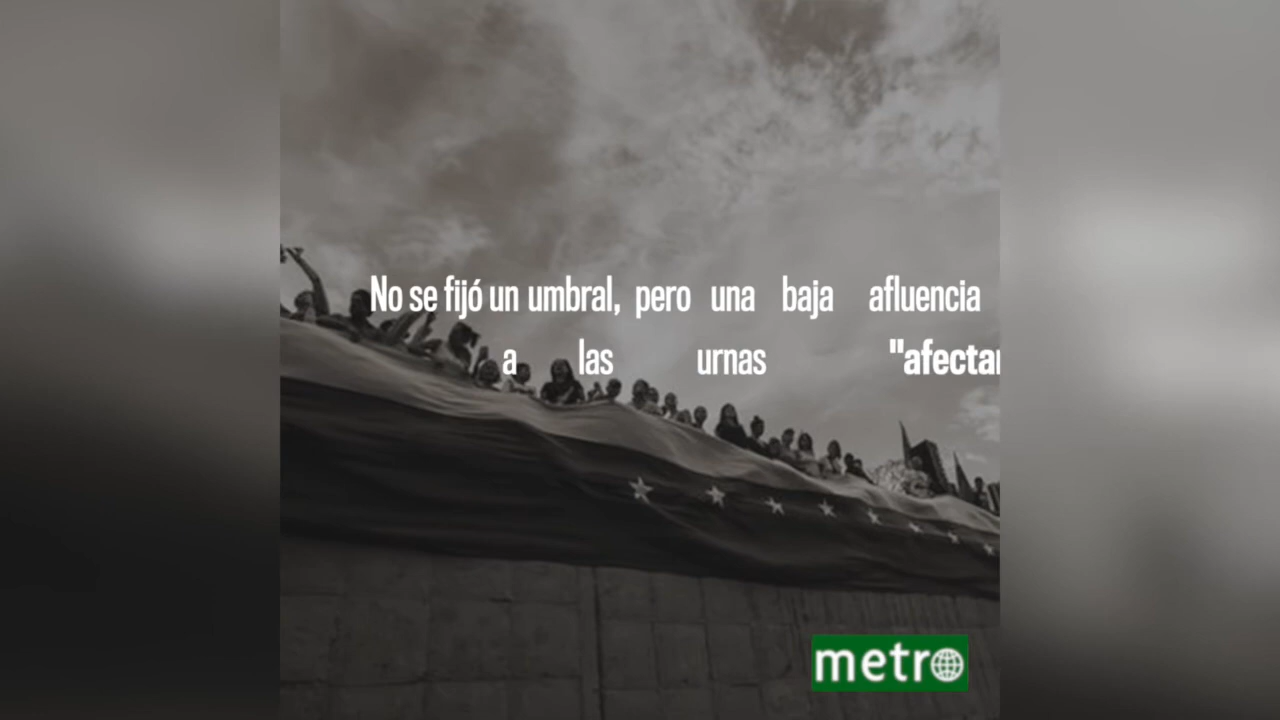 No se fijó un umbral, pero una baja afluencia
a las urnas "afectar
metro